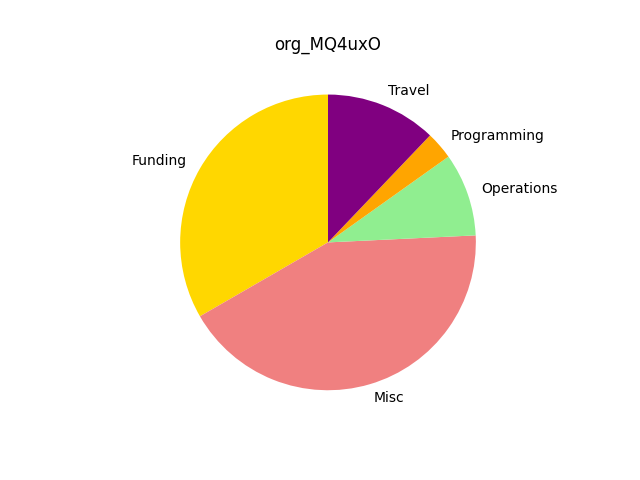 org_MQ4uxO
Travel
Programming
Funding
Operations
Misc